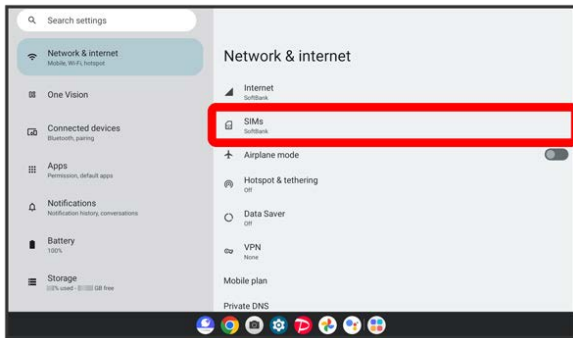 Search settings
Network & internet
Mobile, Wi-Fi, hotspot
One Vision
Connected devices
Bluetooth, pairing
Apps
Permission, default apps
Notifications
Notification history, conversations
Battery
100%
Storage
% used - GB free
Network & internet
Internet
SoftBank
SIMs
SoftBank
Airplane mode
Hotspot & tethering
Off
Data Saver
Off
VPN
None
Mobile plan
Private DNS